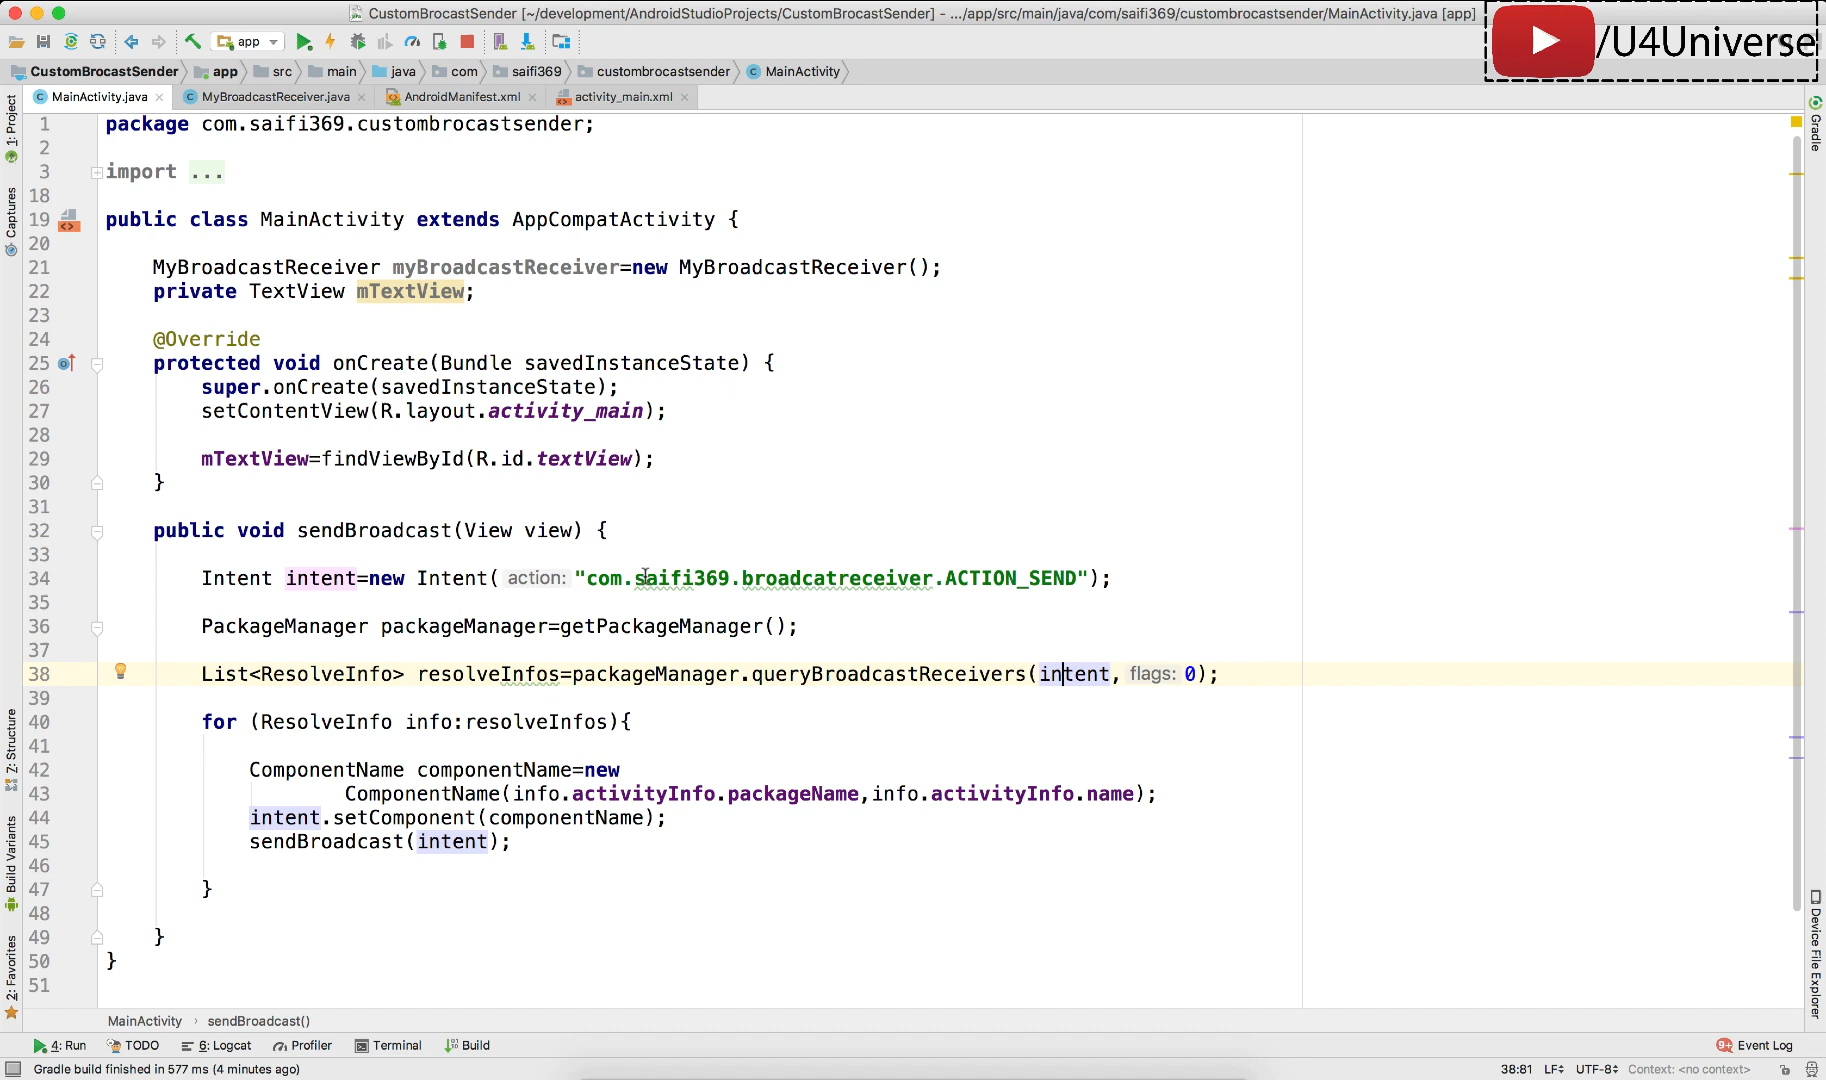 CustomBrocastSender [~/development/AndroidStudioProjects/CustomBrocastSender] - .../app/src/main/java/com/saifi369/custombrocastsender/MainActivity.java [app]
/U4Universe
app
CustomBrocastSender app src main java com saifi369 custombrocastsender MainActivity
MainActivity.java MyBroadcastReceiver.java AndroidManifest.xml activity_main.xml
1: Project
Captures
Z: Structure
Build Variants
2: Favorites
Gradle
Device File Explorer
1 package com.saifi369.custombrocastsender;
2
3 import ...
18
19 public class MainActivity extends AppCompatActivity {
20
21 MyBroadcastReceiver myBroadcastReceiver=new MyBroadcastReceiver();
22 private TextView mTextView;
23
24 @Override
25 protected void onCreate(Bundle savedInstanceState) {
26 super.onCreate(savedInstanceState);
27 setContentView(R.layout.activity_main);
28
29 mTextView=findViewById(R.id.textView);
30 }
31
32 public void sendBroadcast(View view) {
33
34 Intent intent=new Intent( action: "com.saifi369.broadcatreceiver.ACTION_SEND");
35
36 PackageManager packageManager=getPackageManager();
37
38 List<ResolveInfo> resolveInfos=packageManager.queryBroadcastReceivers(intent, flags: 0);
39
40 for (ResolveInfo info:resolveInfos){
41
42 ComponentName componentName=new
43 ComponentName(info.activityInfo.packageName,info.activityInfo.name);
44 intent.setComponent(componentName);
45 sendBroadcast(intent);
46
47 }
48
49 }
50 }
51
MainActivity › sendBroadcast()
4: Run TODO 6: Logcat Profiler Terminal Build 9+ Event Log
Gradle build finished in 577 ms (4 minutes ago) 38:81 LF UTF-8 Context: <no context>